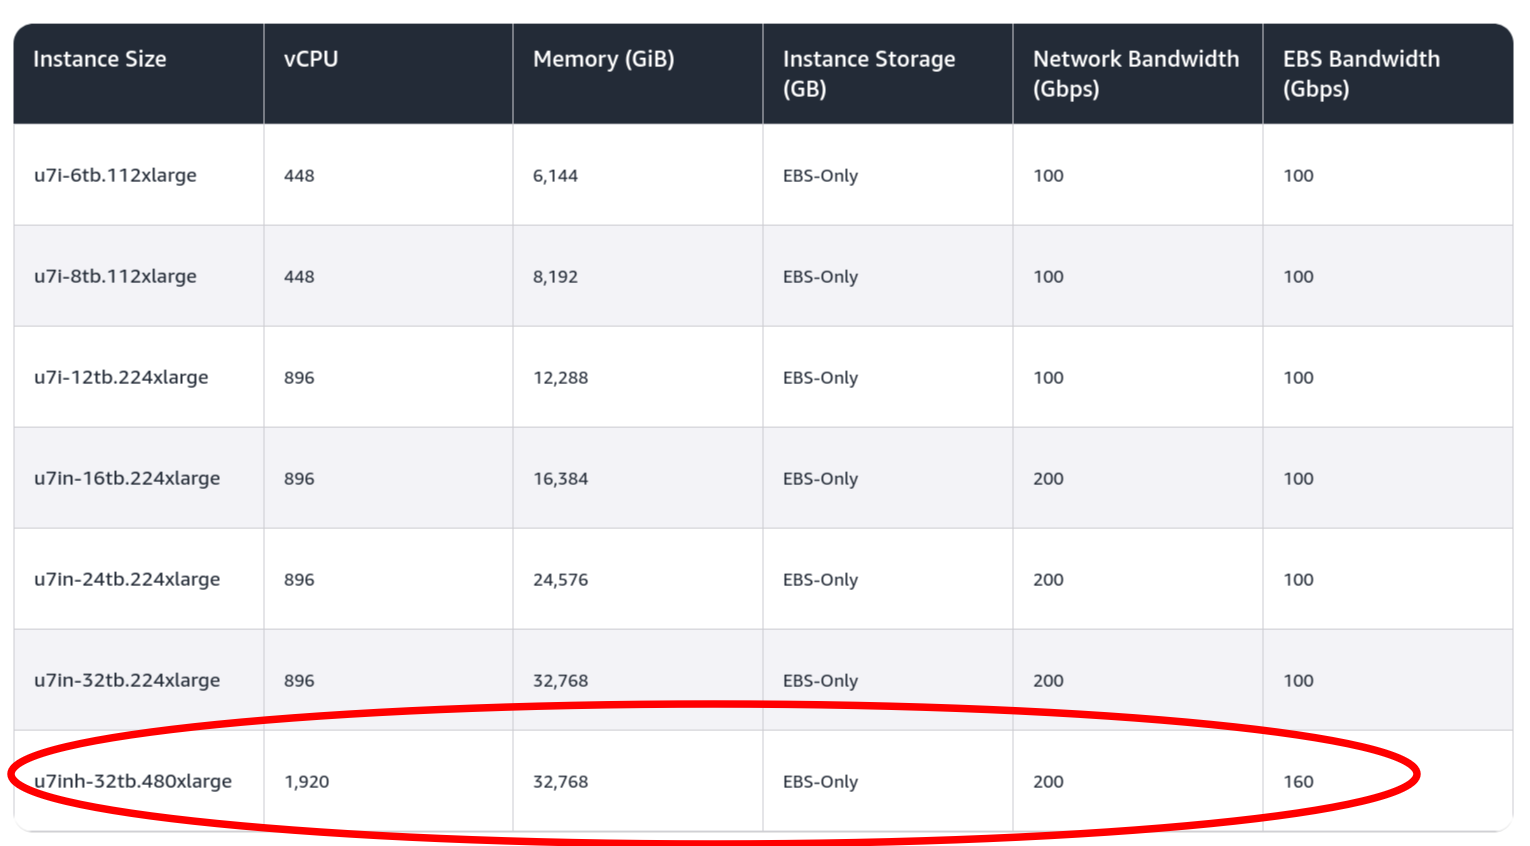 Instance Size vCPU Memory (GiB) Instance Storage (GB) Network Bandwidth (Gbps) EBS Bandwidth (Gbps)
u7i-6tb.112xlarge 448 6,144 EBS-Only 100 100
u7i-8tb.112xlarge 448 8,192 EBS-Only 100 100
u7i-12tb.224xlarge 896 12,288 EBS-Only 100 100
u7in-16tb.224xlarge 896 16,384 EBS-Only 200 100
u7in-24tb.224xlarge 896 24,576 EBS-Only 200 100
u7in-32tb.224xlarge 896 32,768 EBS-Only 200 100
u7inh-32tb.480xlarge 1,920 32,768 EBS-Only 200 160